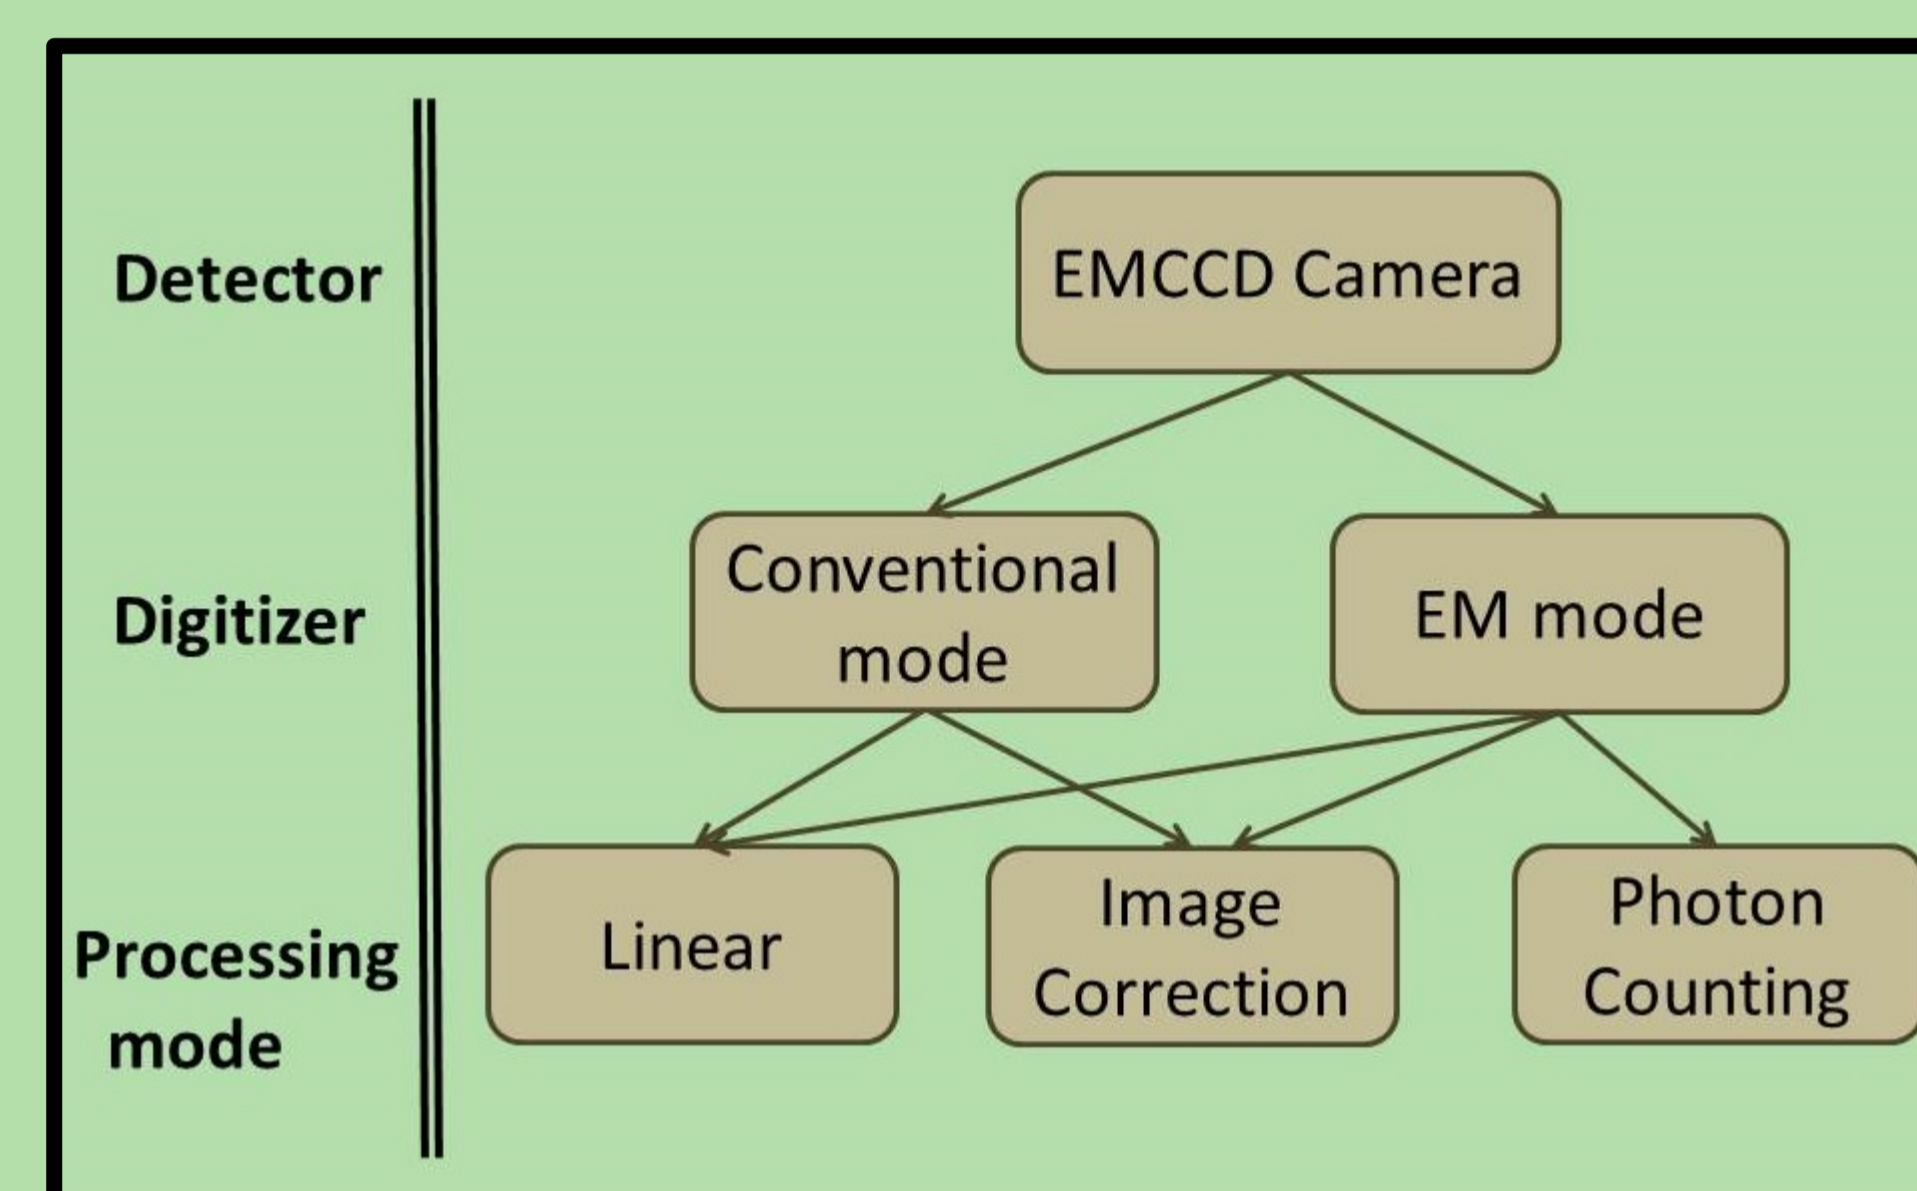 Detector
EMCCD Camera
Digitizer
Conventional
mode
EM mode
Processing
mode
Linear
Image
Correction
Photon
Counting